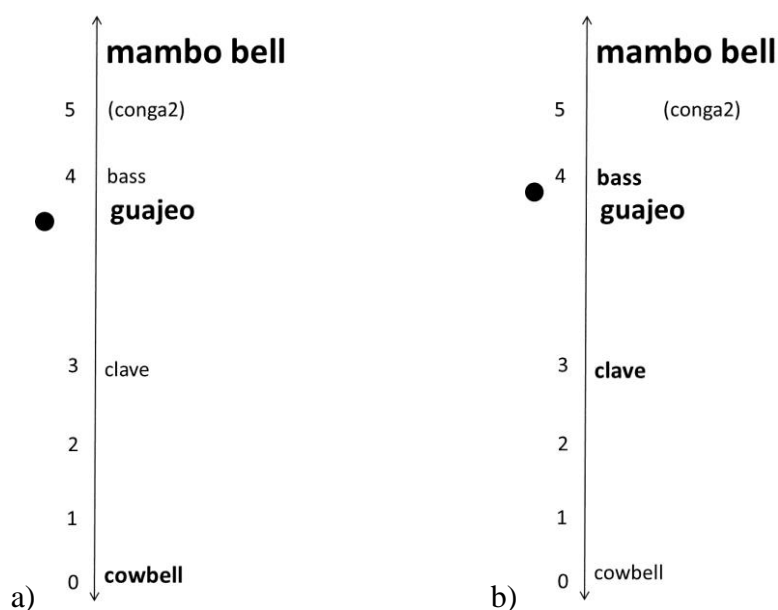 mambo bell
5 (conga2)
4 bass
guajeo
3 clave
2
1
0 cowbell
a)
mambo bell
5 (conga2)
4 bass
guajeo
3 clave
2
1
0 cowbell
b)